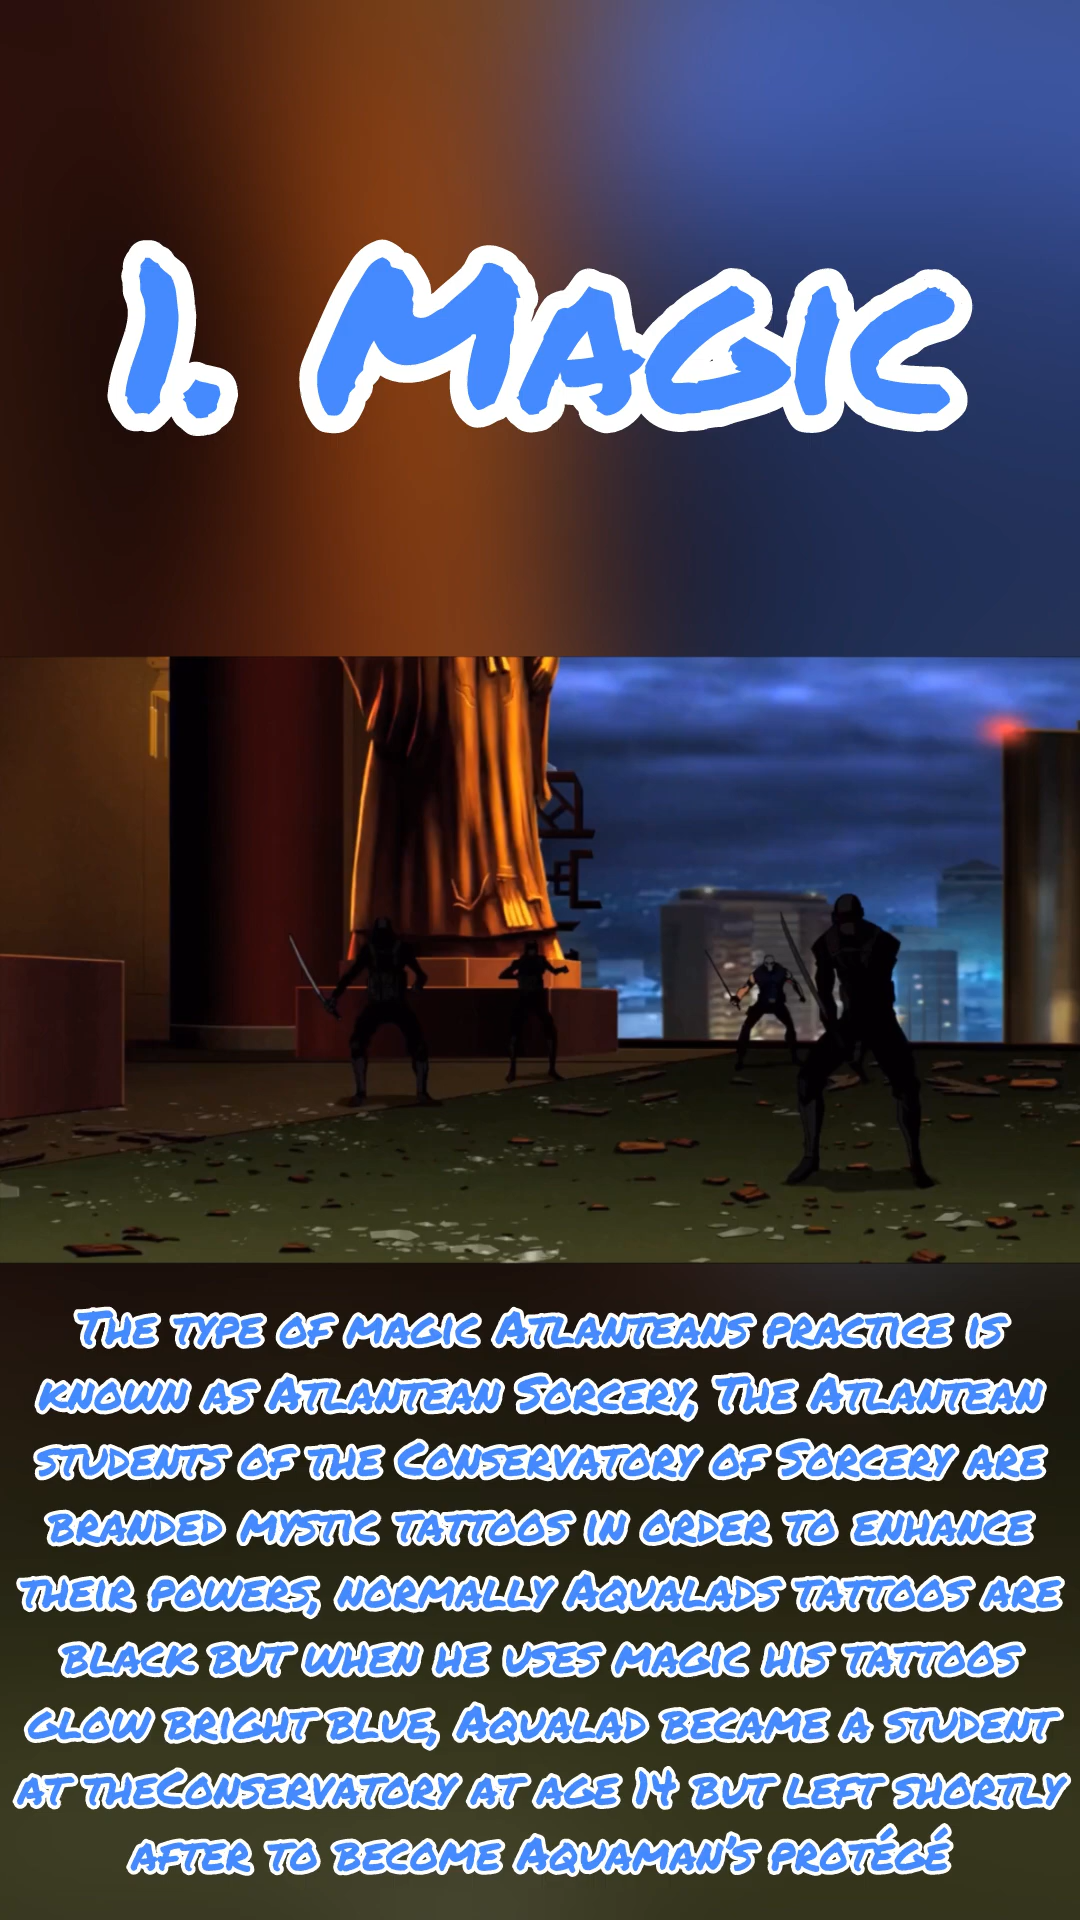 1. Magic
The type of magic Atlanteans practice is
known as Atlantean Sorcery, The Atlantean
students of the Conservatory of Sorcery are
branded mystic tattoos in order to enhance
their powers, normally Aqualads tattoos are
black but when he uses magic his tattoos
glow bright blue, Aqualad became a student
at theConservatory at age 14 but left shortly
after to become Aquaman's protégé